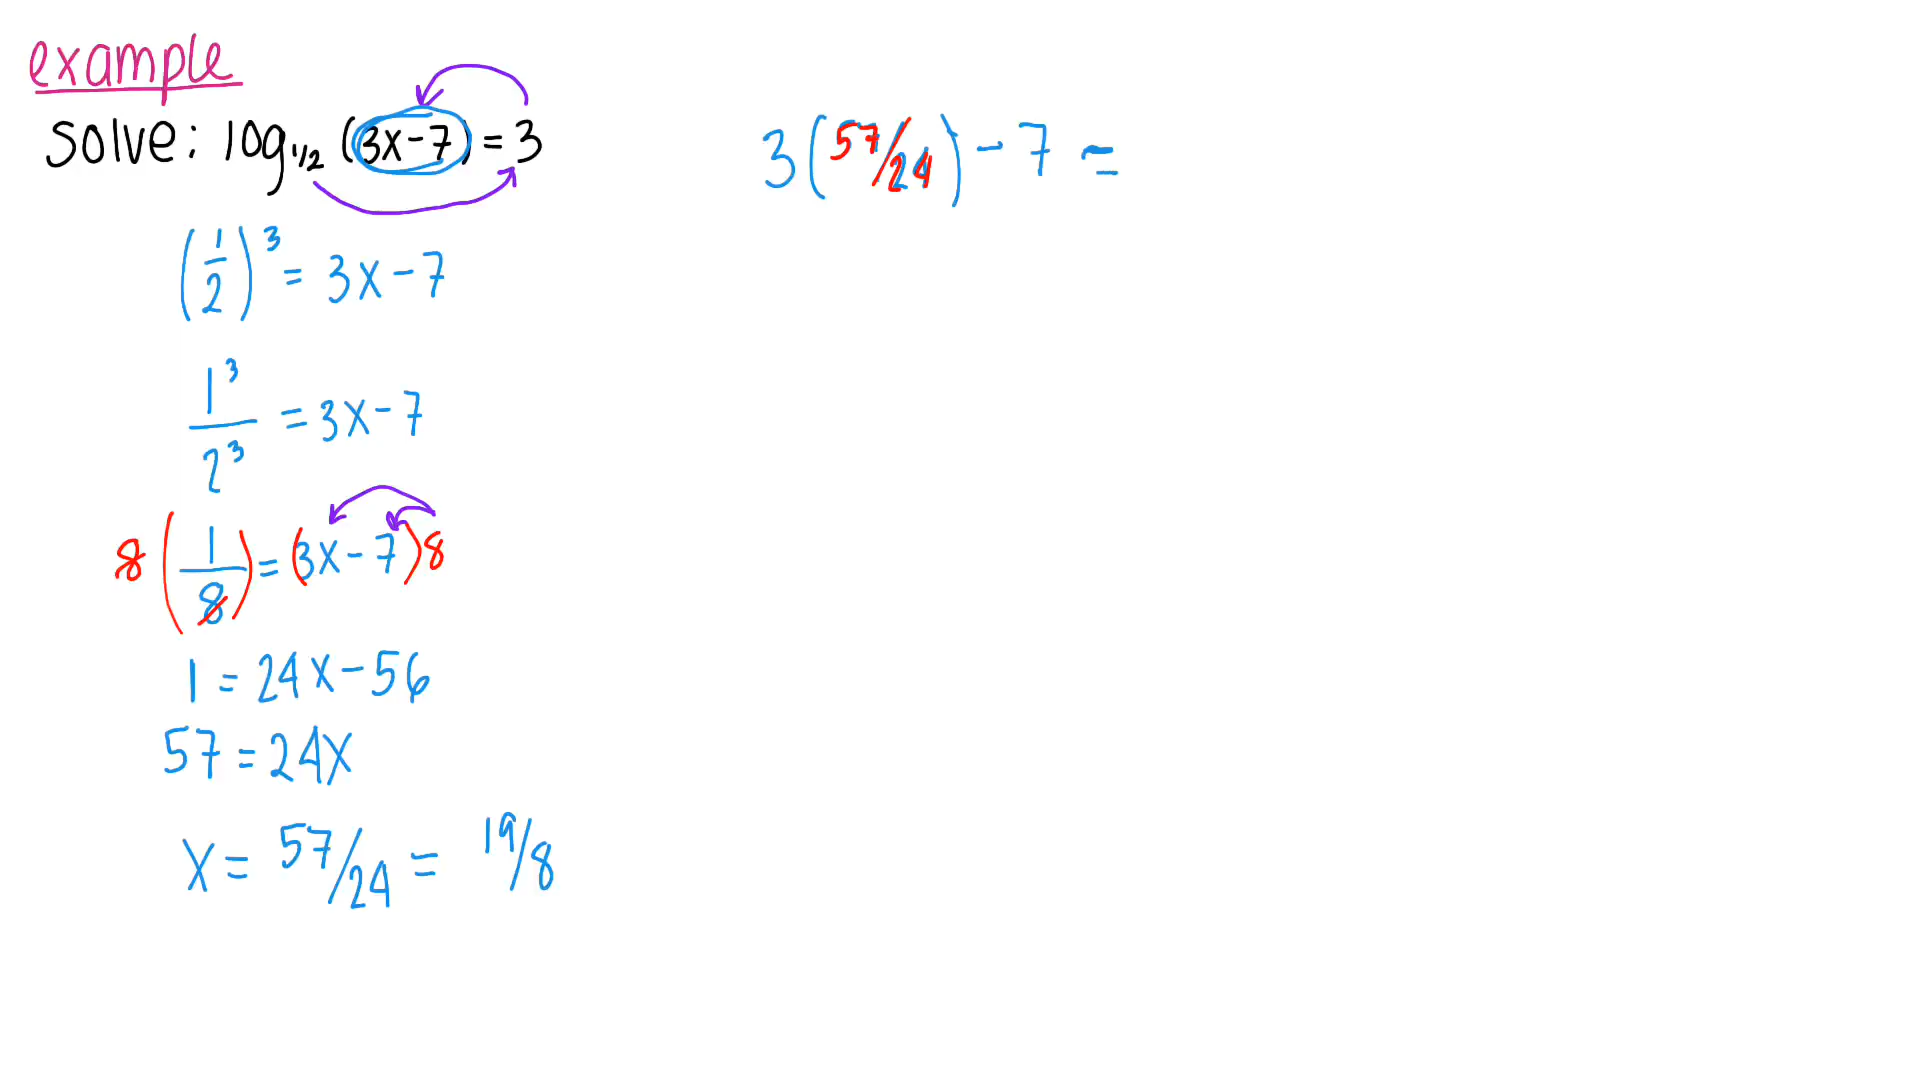 example
solve: log1/2 (3x-7) = 3
(1/2)^3 = 3x-7
1^3/2^3 = 3x-7
8(1/8) = (3x-7)8
1 = 24x-56
57 = 24x
x = 57/24 = 19/8
3(57/24) - 7 =